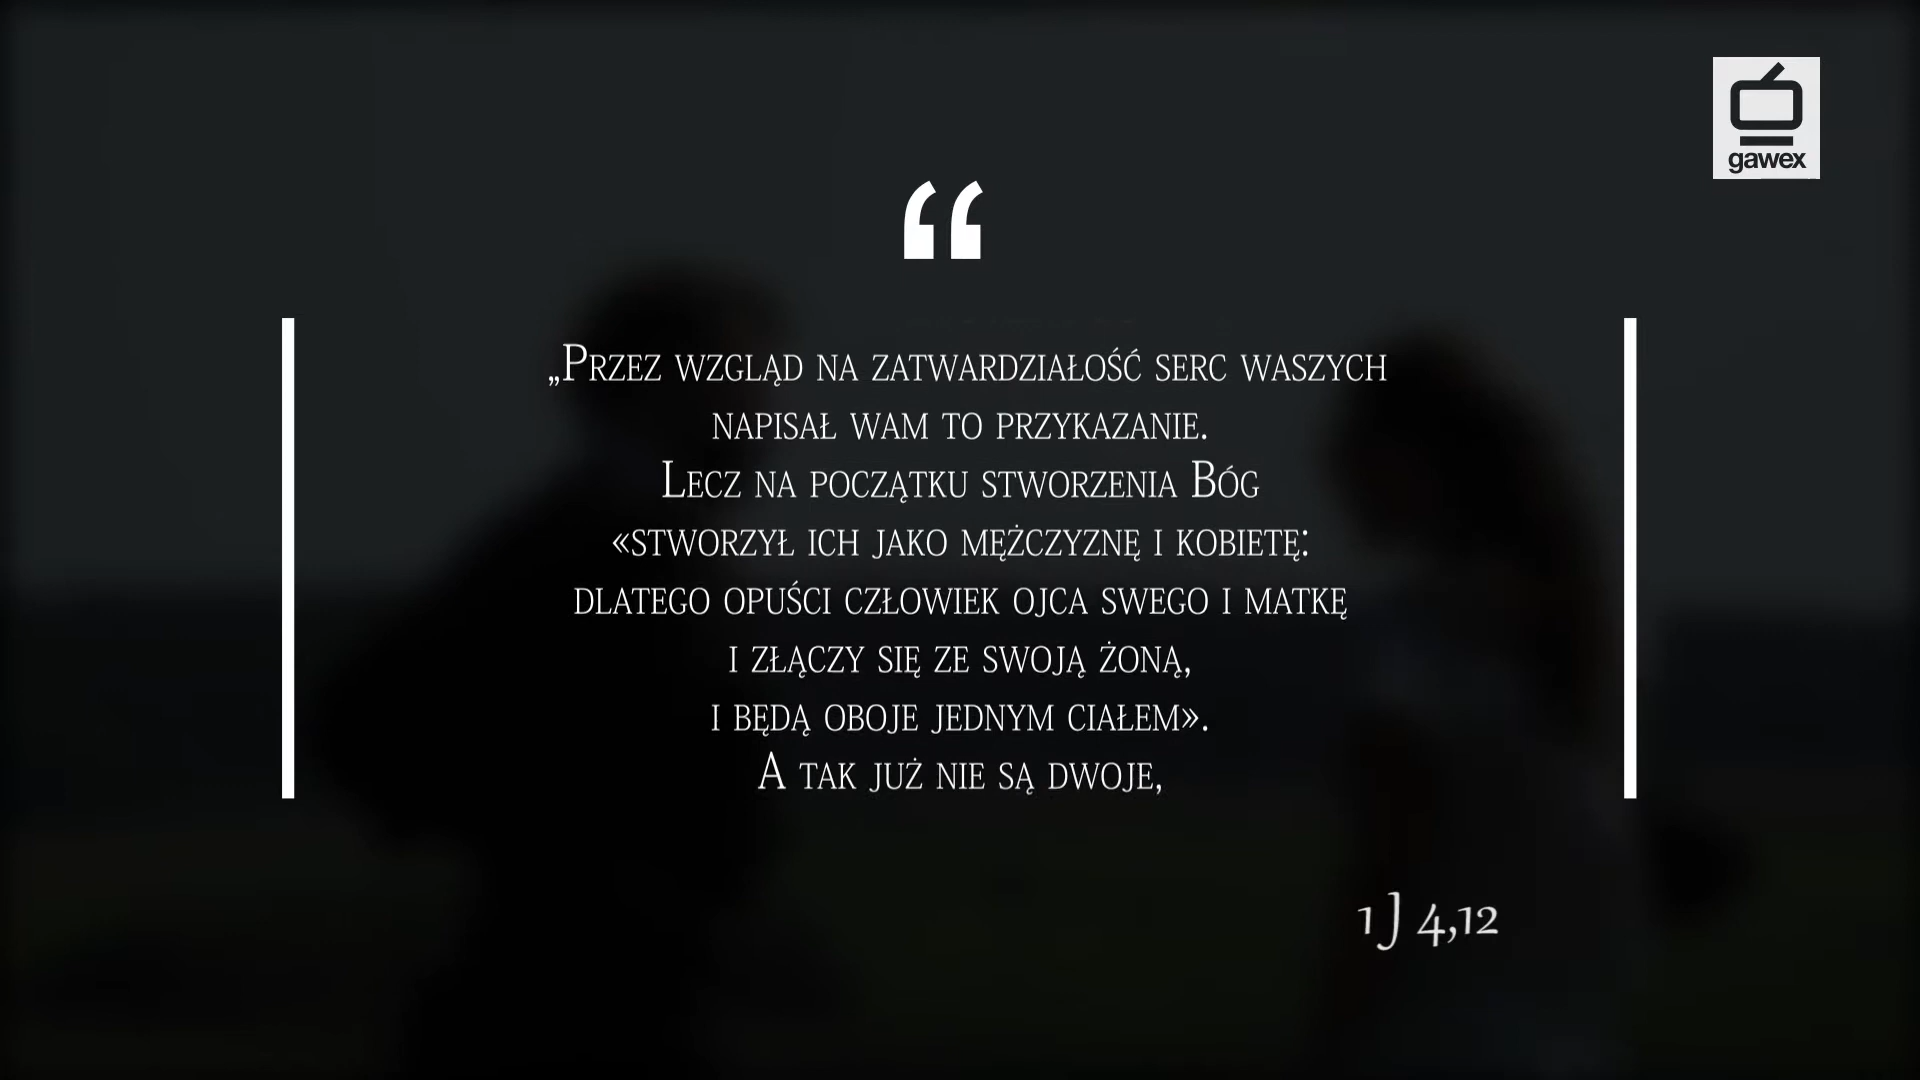 gawex
“
„Przez wzgląd na zatwardziałość serc waszych
napisał wam to przykazanie.
Lecz na początku stworzenia Bóg
«stworzył ich jako mężczyznę i kobietę:
dlatego opuści człowiek ojca swego i matkę
i złączy się ze swoją żoną,
i będą oboje jednym ciałem».
A tak już nie są dwoje,
1 J 4,12